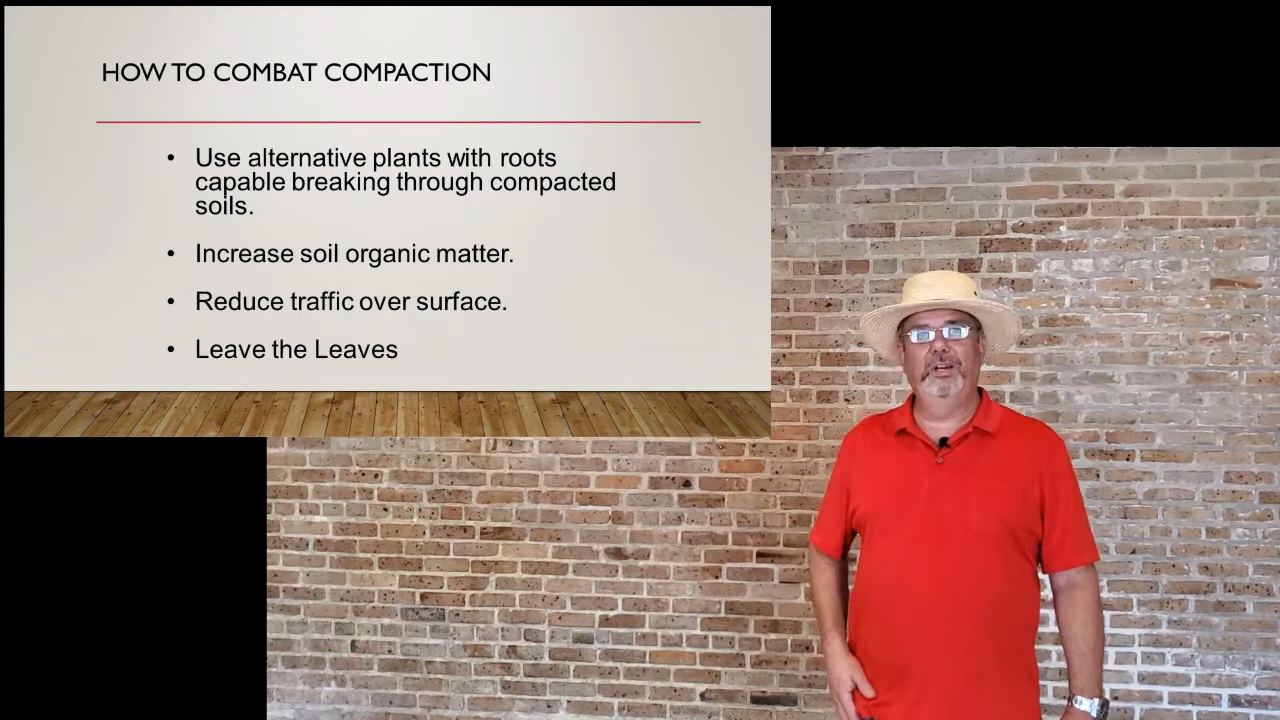 HOW TO COMBAT COMPACTION
• Use alternative plants with roots
capable breaking through compacted
soils.
• Increase soil organic matter.
• Reduce traffic over surface.
• Leave the Leaves